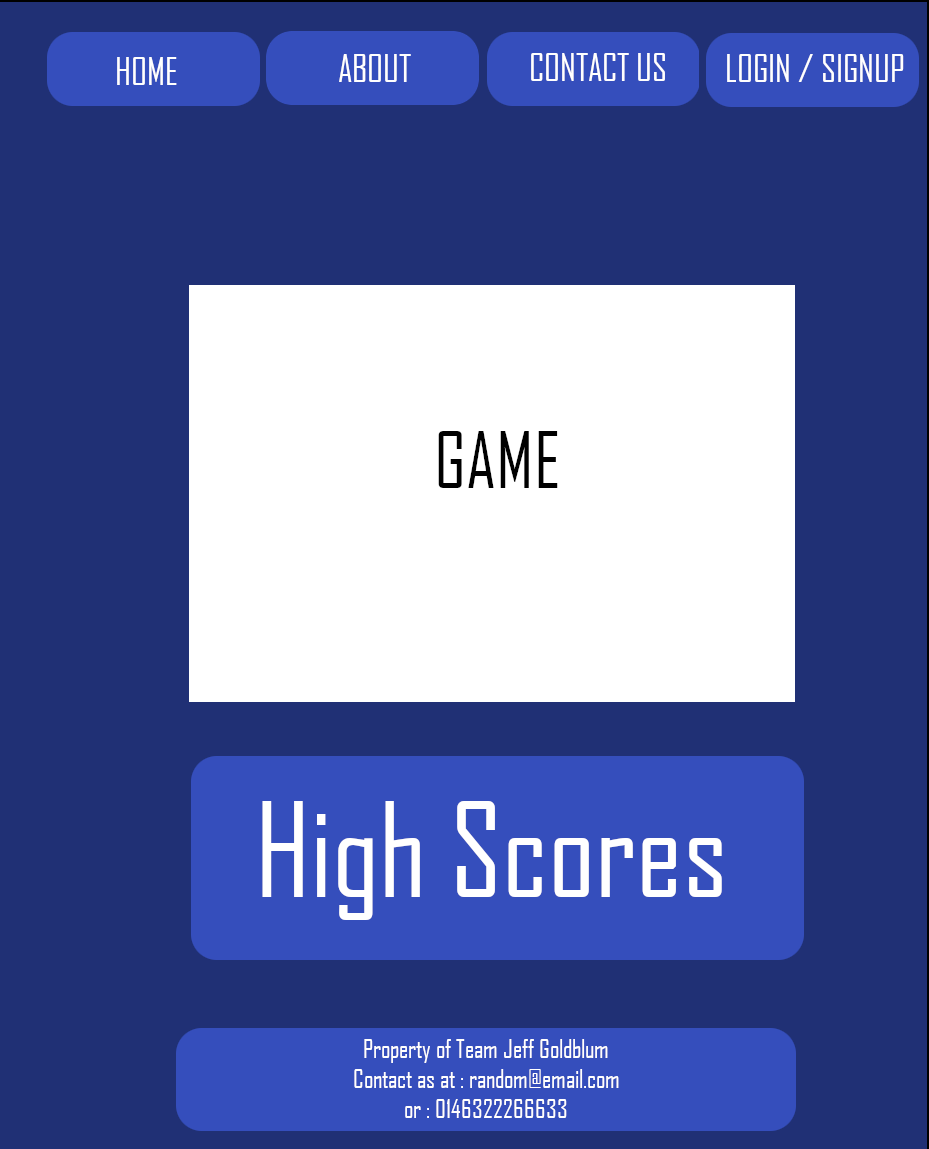 HOME
ABOUT
CONTACT US
LOGIN / SIGNUP
GAME
High Scores
Property of Team Jeff Goldblum
Contact as at : random@email.com
or : 0146322266633